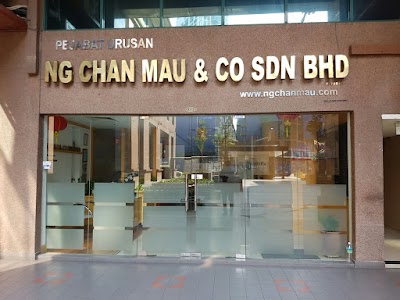 PEJABAT URUSAN
NG CHAN MAU & CO SDN BHD
www.ngchanmau.com